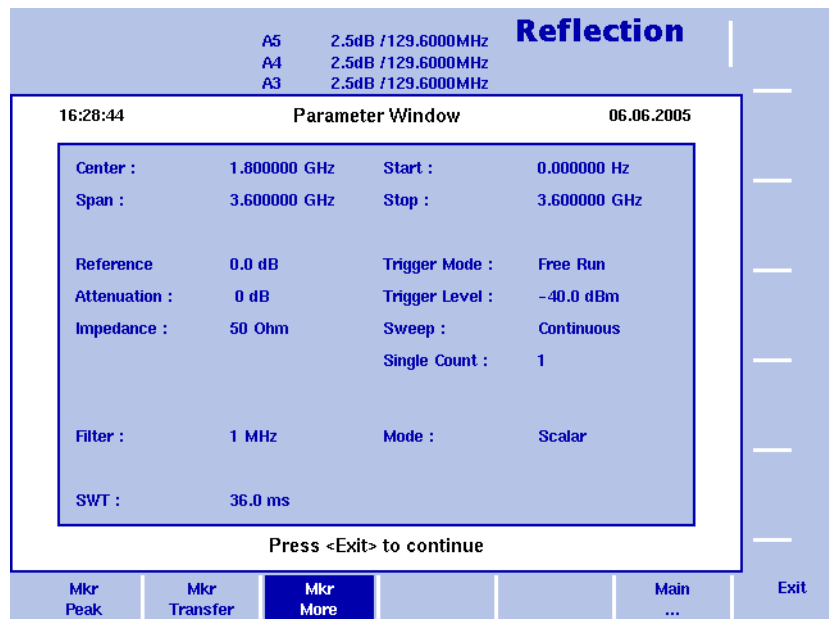 Reflection
A5 2.5dB /129.6000MHz
A4 2.5dB /129.6000MHz
A3 2.5dB /129.6000MHz
16:28:44 Parameter Window 06.06.2005
Center : 1.800000 GHz Start : 0.000000 Hz
Span : 3.600000 GHz Stop : 3.600000 GHz
Reference 0.0 dB Trigger Mode : Free Run
Attenuation : 0 dB Trigger Level : -40.0 dBm
Impedance : 50 Ohm Sweep : Continuous
Single Count : 1
Filter : 1 MHz Mode : Scalar
SWT : 36.0 ms
Press <Exit> to continue
Mkr Mkr Mkr Main Exit
Peak Transfer More ...